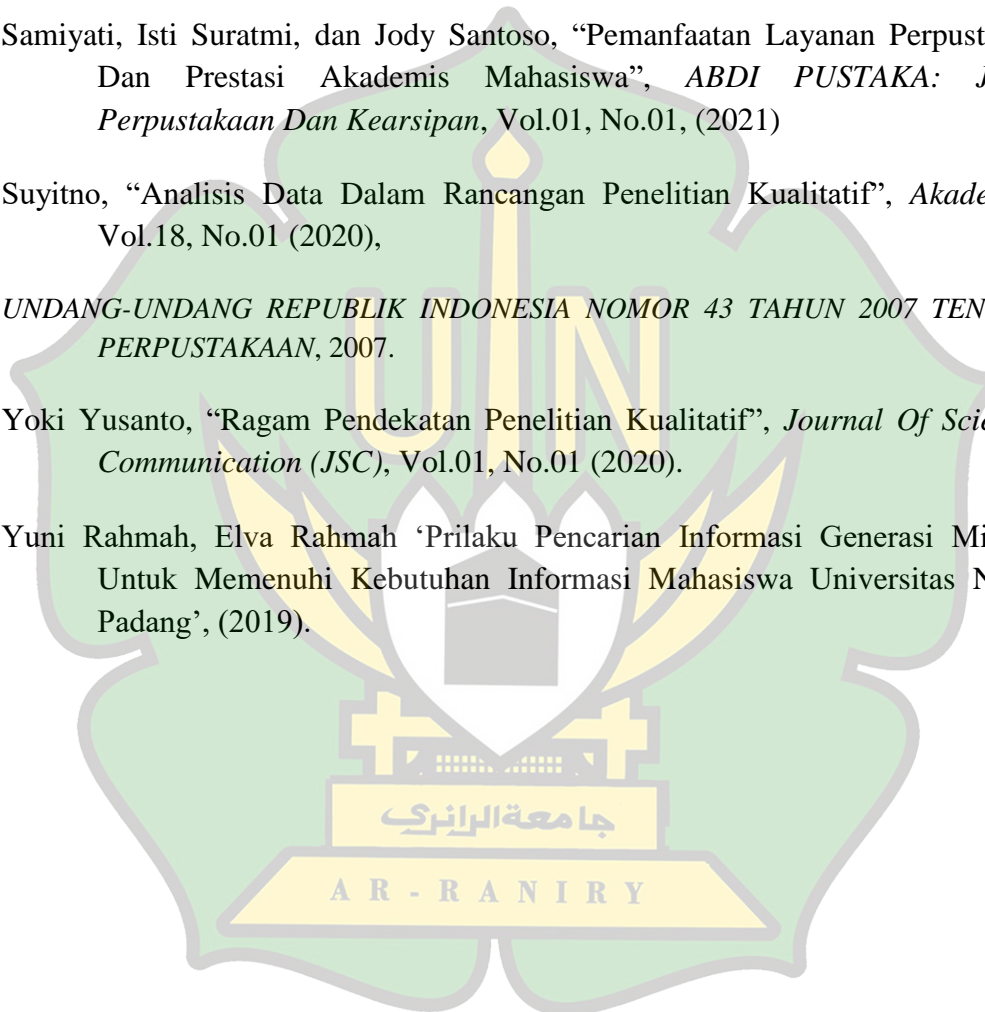 Samiyati, Isti Suratmi, dan Jody Santoso, “Pemanfaatan Layanan Perpust
Dan Prestasi Akademis Mahasiswa”, ABDI PUSTAKA: J
Perpustakaan Dan Kearsipan, Vol.01, No.01, (2021)
Suyitno, “Analisis Data Dalam Rancangan Penelitian Kualitatif”, Akade
Vol.18, No.01 (2020),
UNDANG-UNDANG REPUBLIK INDONESIA NOMOR 43 TAHUN 2007 TEN
PERPUSTAKAAN, 2007.
Yoki Yusanto, “Ragam Pendekatan Penelitian Kualitatif”, Journal Of Scie
Communication (JSC), Vol.01, No.01 (2020).
Yuni Rahmah, Elva Rahmah ‘Prilaku Pencarian Informasi Generasi Mi
Untuk Memenuhi Kebutuhan Informasi Mahasiswa Universitas N
Padang’, (2019).
UIN
جامعةالرانري
AR-RANIRY